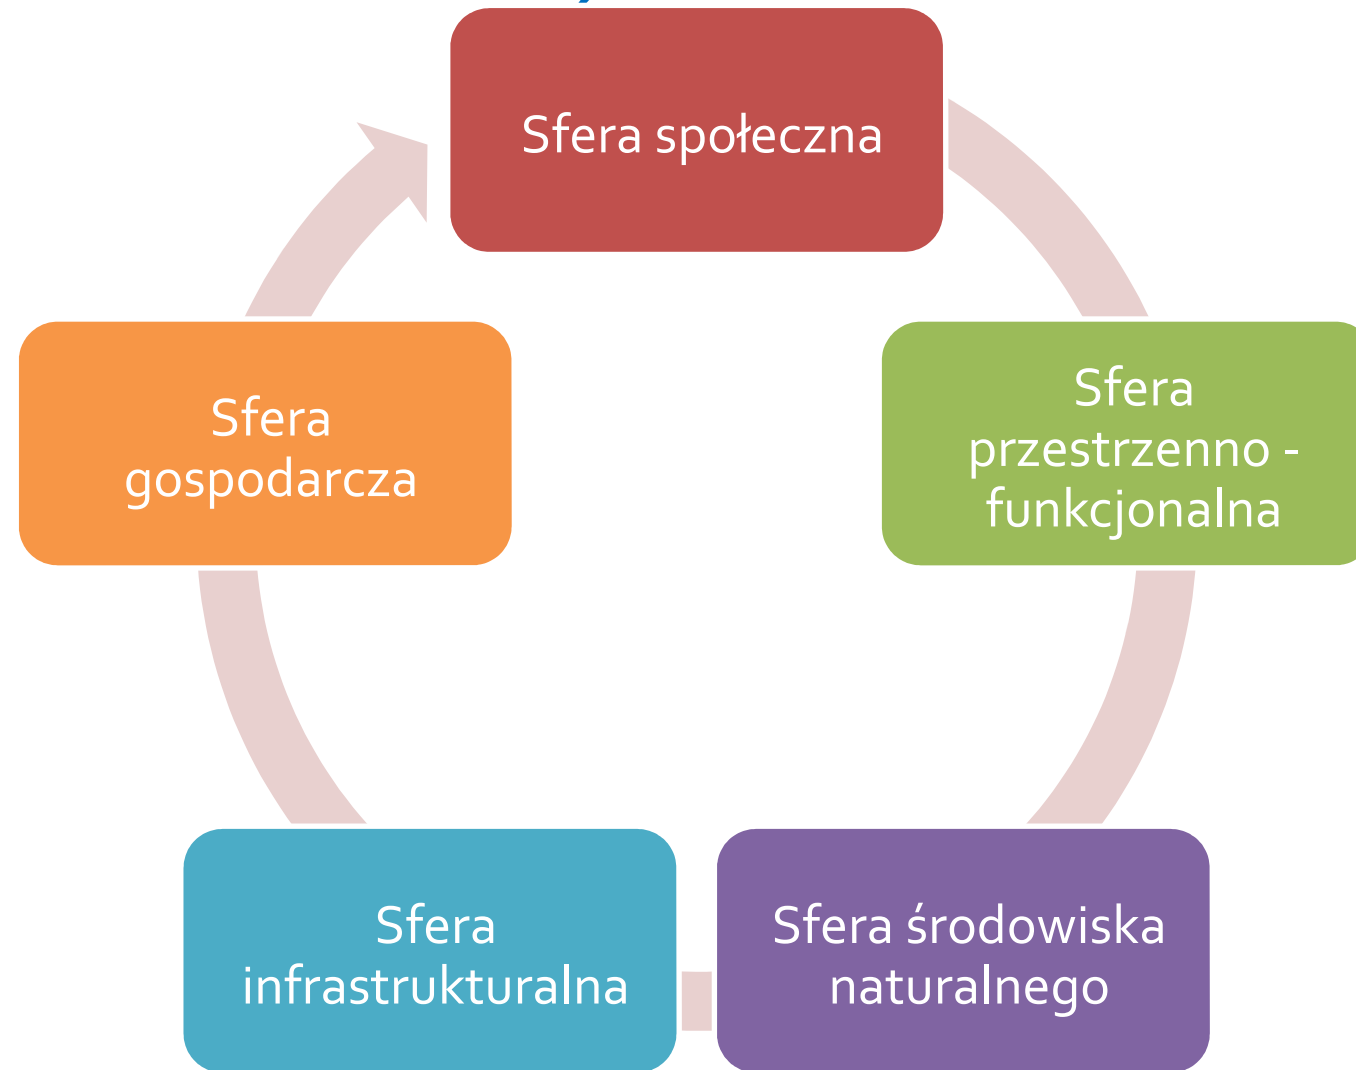 Sfera społeczna
Sfera
przestrzenno -
funkcjonalna
Sfera środowiska
naturalnego
Sfera
infrastrukturalna
Sfera
gospodarcza